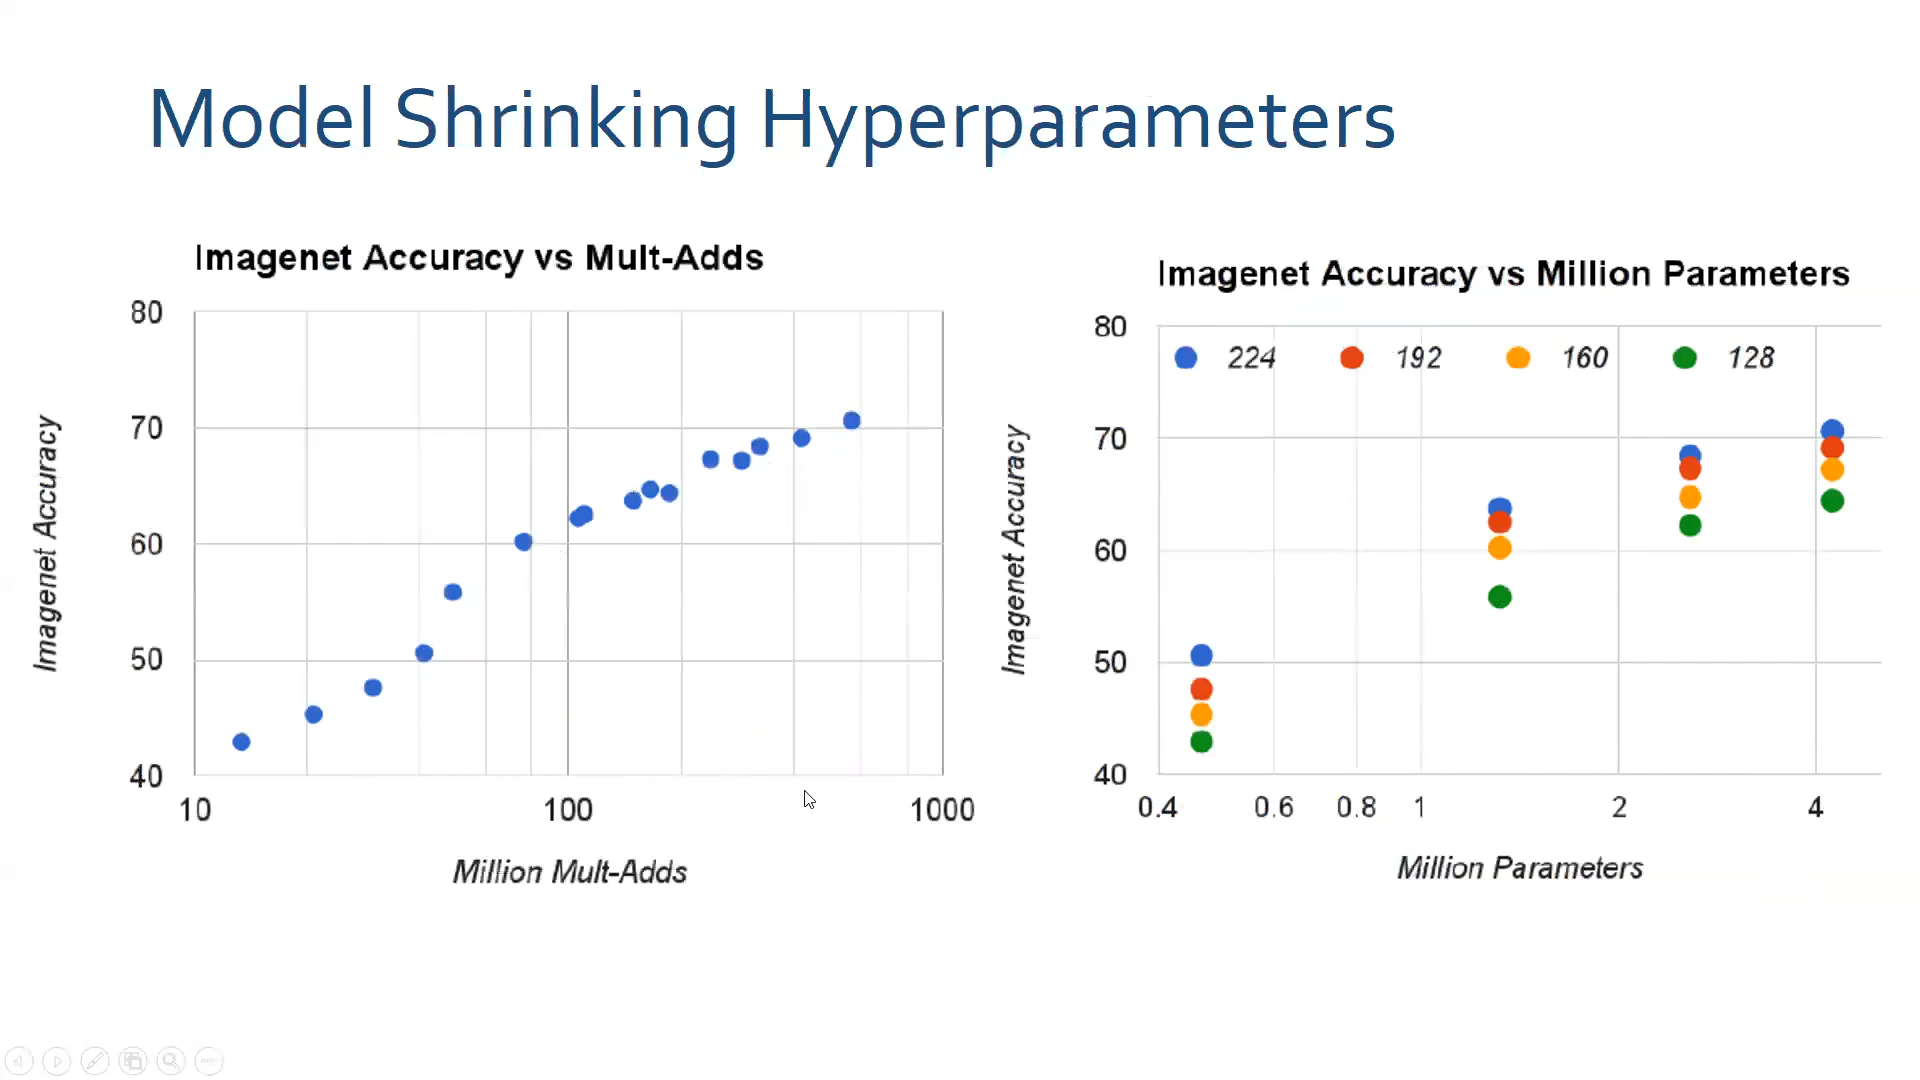 Model Shrinking Hyperparameters
Imagenet Accuracy vs Mult-Adds
Imagenet Accuracy
80
70
60
50
40
10 100 1000
Million Mult-Adds
Imagenet Accuracy vs Million Parameters
224 192 160 128
Imagenet Accuracy
80
70
60
50
40
0.4 0.6 0.8 1 2 4
Million Parameters